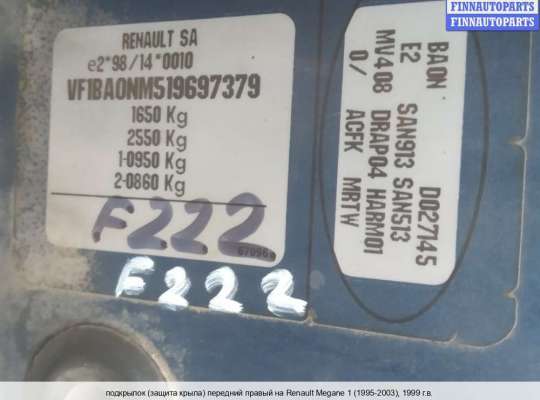 FINNAUTOPARTS
FINNAUTOPARTS
FINNAUTOPARTS
RENAULT SA
e2*98/14*0010
VF1BA0NM519697379
1650 Kg
2550 Kg
1-0950 Kg
2-0860 Kg
F222
F222
BA0N D027145
E2 SAN913 SAN513
MV408 DRAP04 HARM01
0/ ACFK MRTW
подкрылок (защита крыла) передний правый на Renault Megane 1 (1995-2003), 1999 г.в.